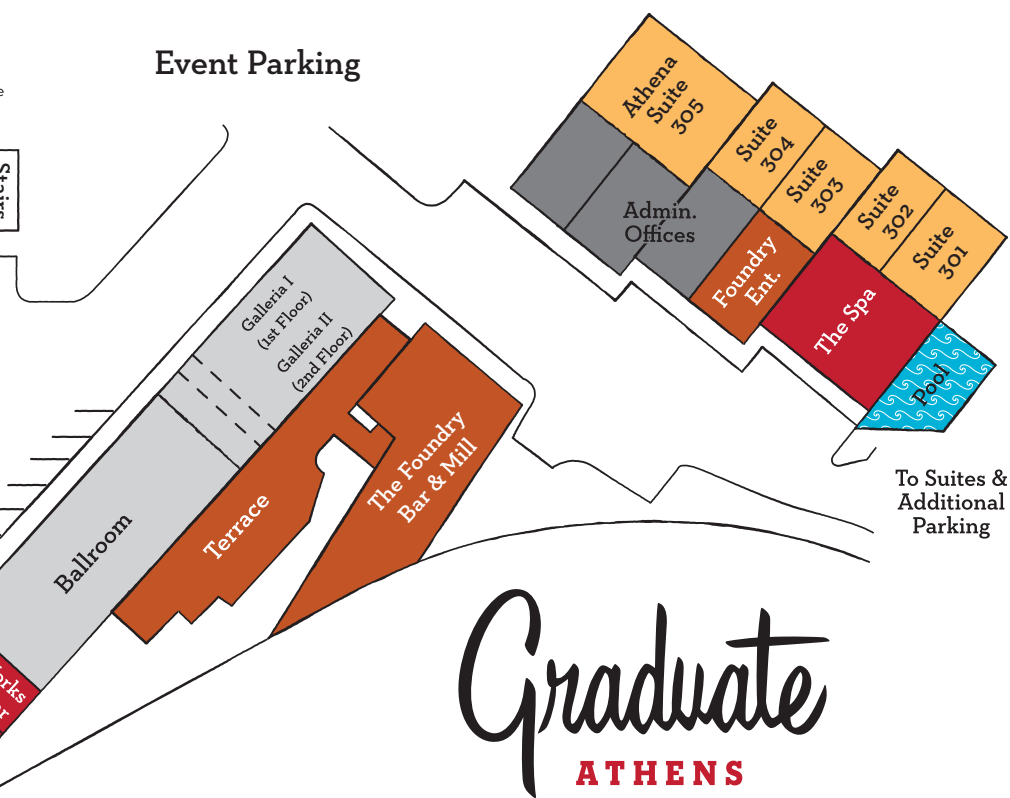 Event Parking
Stairs
Athena
Suite
305
Suite
304
Suite
303
Suite
302
Suite
301
Admin.
Offices
Foundry
Ent.
The Spa
Pool
Galleria I
(1st Floor)
Galleria II
(2nd Floor)
The Foundry
Bar & Mill
Terrace
Ballroom
To Suites &
Additional
Parking
Graduate
ATHENS